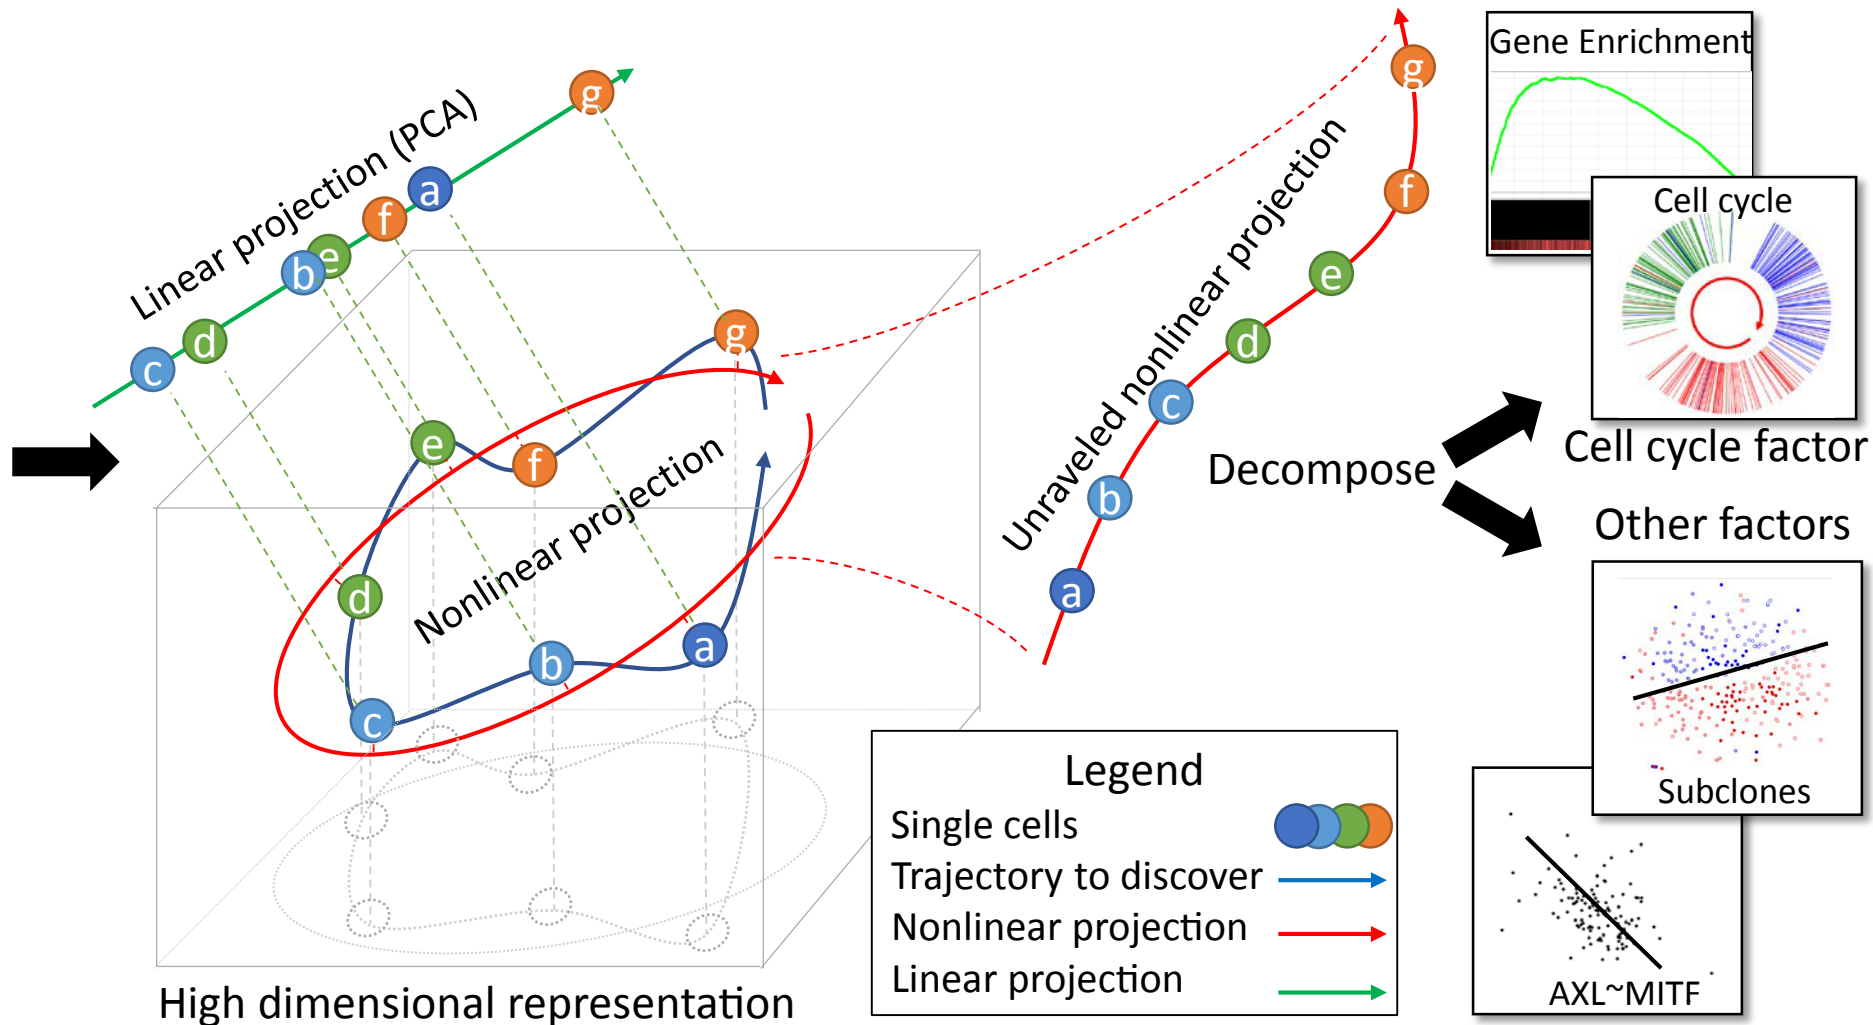 Linear projection (PCA)
g
a
f
e
b
d
c
g
e
f
d
b
a
c
Nonlinear projection
High dimensional representation
Unraveled nonlinear projection
g
f
e
d
c
b
a
Decompose
Gene Enrichment
Cell cycle
Cell cycle factor
Other factors
Subclones
AXL~MITF
Legend
Single cells
Trajectory to discover
Nonlinear projection
Linear projection